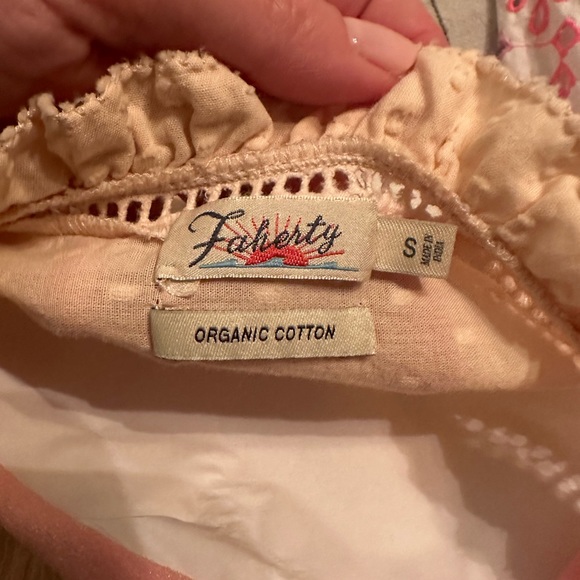 Faherty
S
MADE IN
INDIA
ORGANIC COTTON